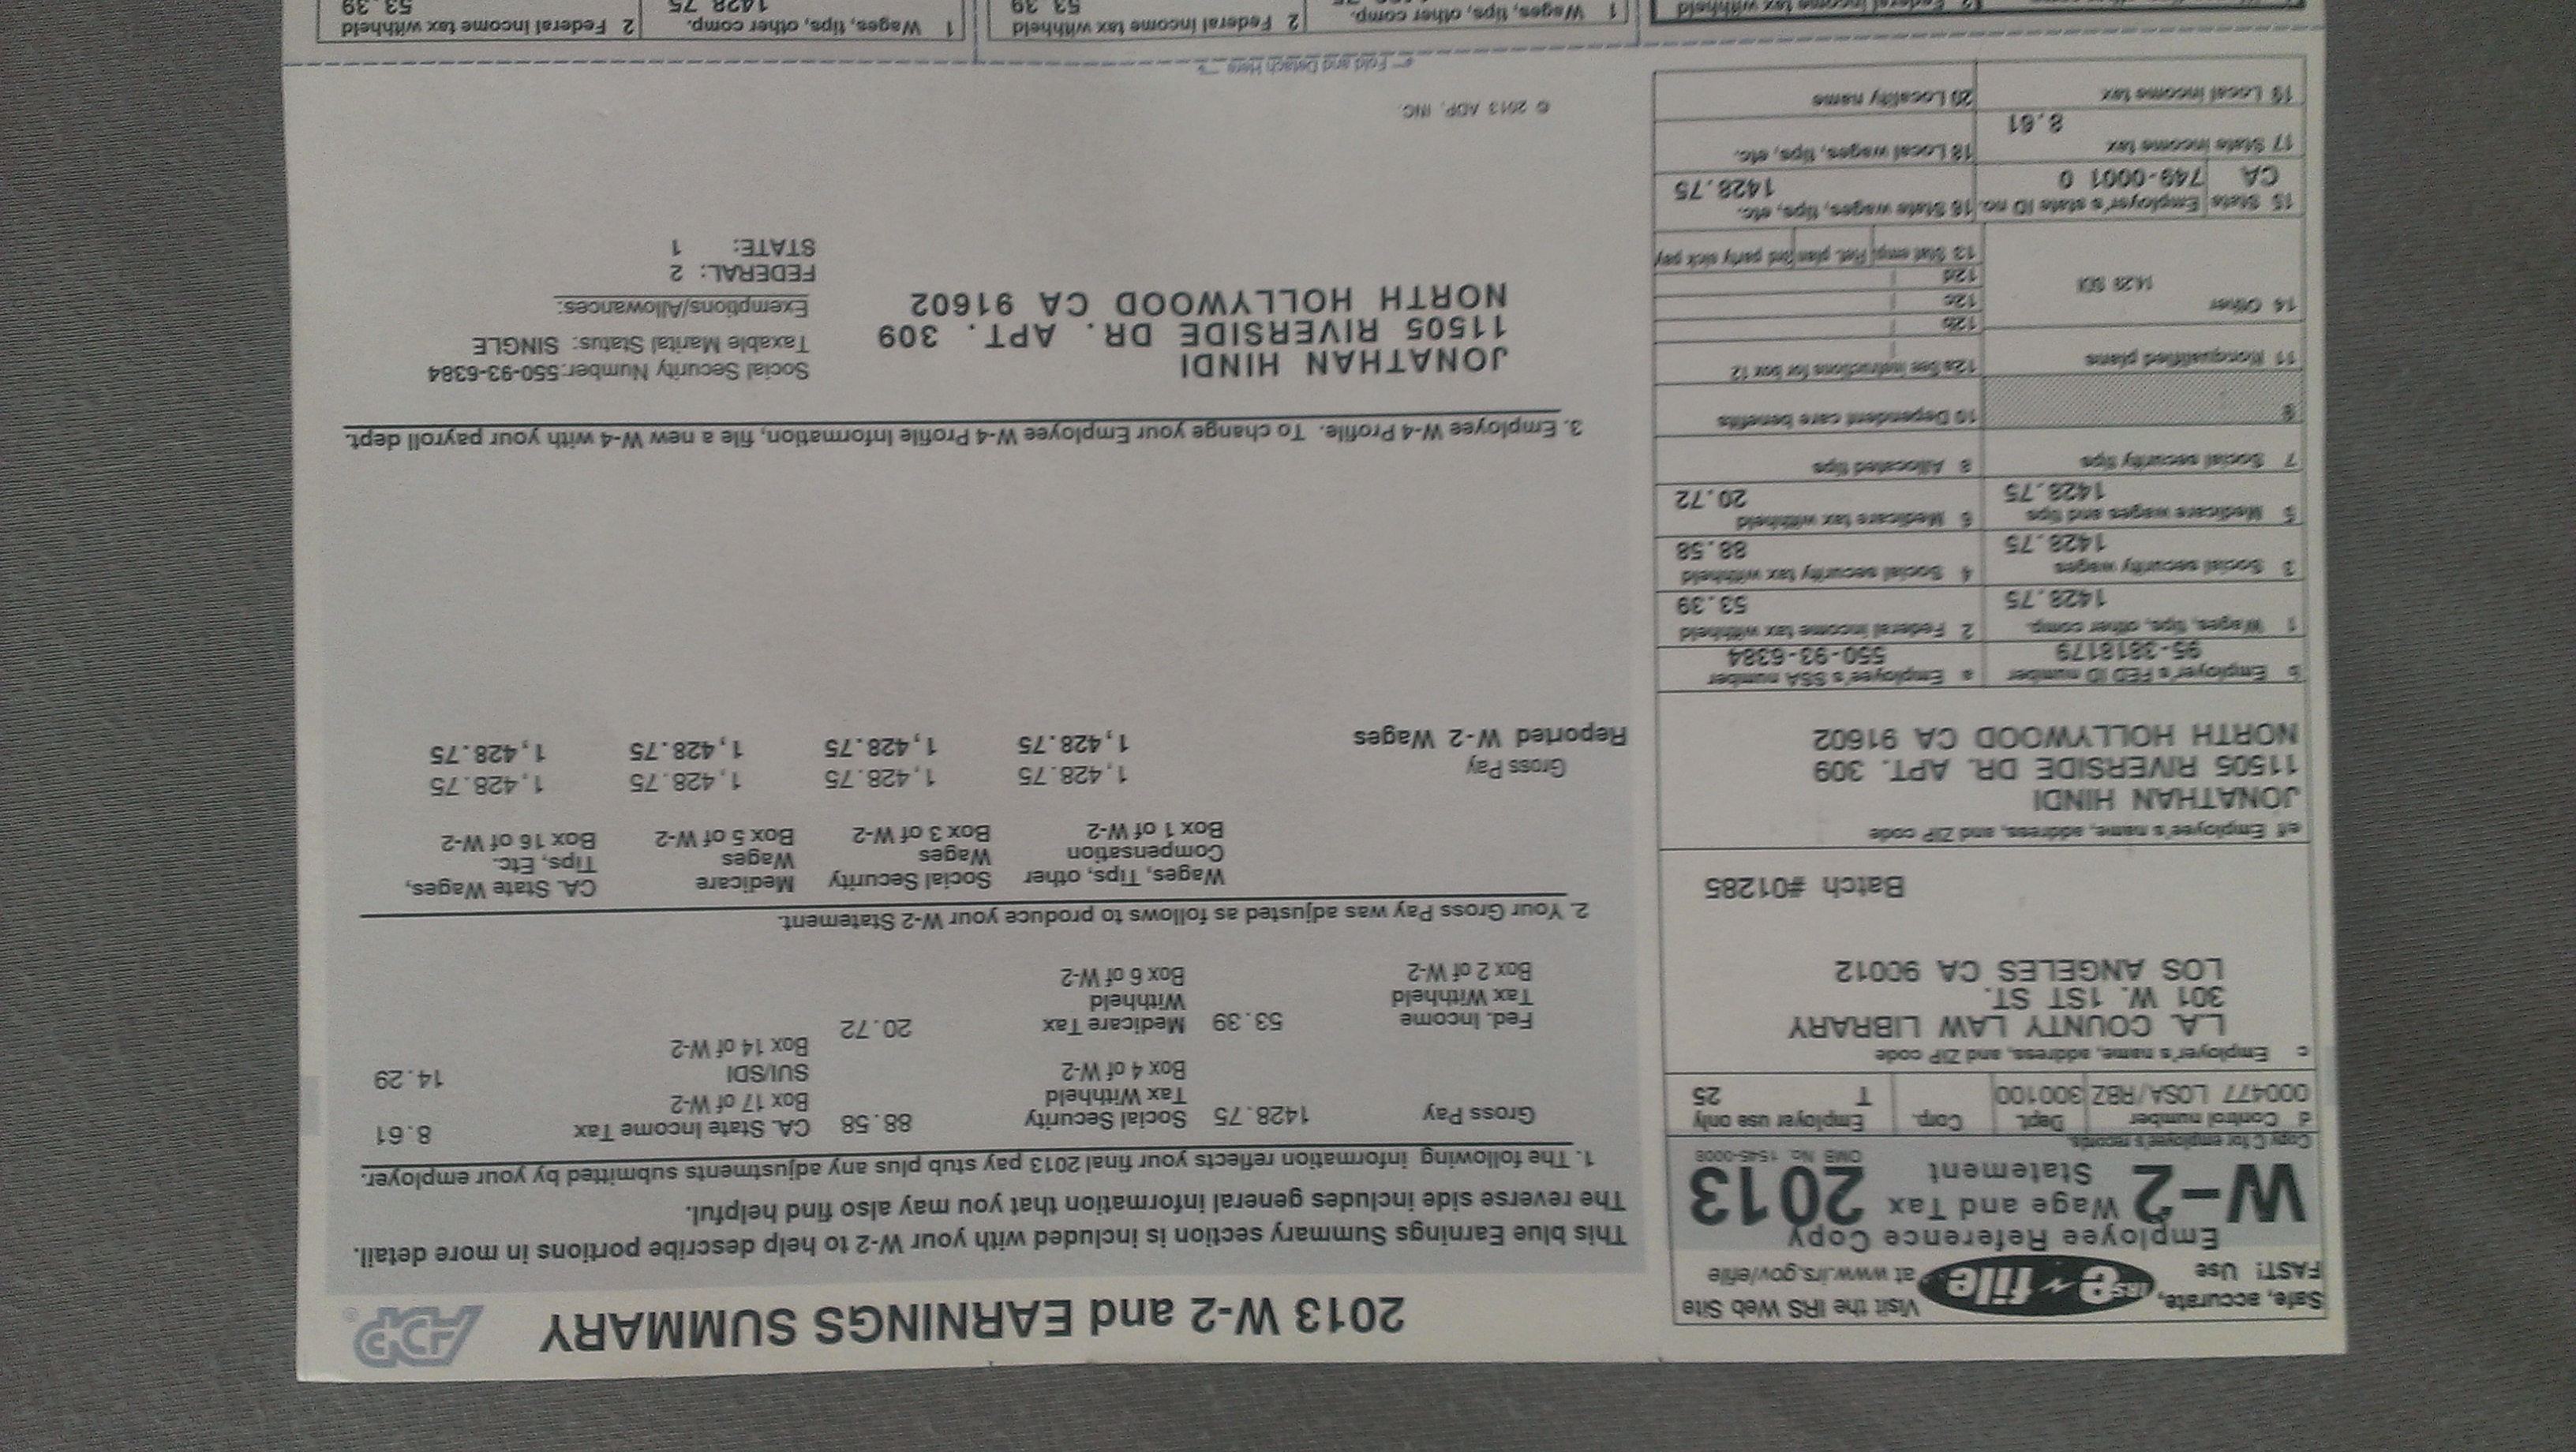 Safe, accurate,
FAST! Use
IRS e-file
Visit the IRS Web Site
at www.irs.gov/efile
Employee Reference Copy
W-2 Wage and Tax Statement 2013
OMB No. 1545-0008
Copy C for employee's records.
d Control number Dept. Corp. Employer use only
000477 LOSA/RBZ 300100 T 25
c Employer's name, address, and ZIP code
L.A. COUNTY LAW LIBRARY
301 W. 1ST ST.
LOS ANGELES CA 90012
Batch #01285
e/f Employee's name, address, and ZIP code
JONATHAN HINDI
11505 RIVERSIDE DR. APT. 309
NORTH HOLLYWOOD CA 91602
b Employer's FED ID number a Employee's SSA number
95-3818179 550-93-6384
1 Wages, tips, other comp. 2 Federal income tax withheld
1428.75 53.39
3 Social security wages 4 Social security tax withheld
1428.75 88.58
5 Medicare wages and tips 6 Medicare tax withheld
1428.75 20.72
7 Social security tips 8 Allocated tips
9 10 Dependent care benefits
11 Nonqualified plans 12a See instructions for box 12
12b
14 Other 12c
14.29 SDI 12d
13 Stat emp. Ret. plan 3rd party sick pay
15 State Employer's state ID no. 16 State wages, tips, etc.
CA 749-0001 0 1428.75
17 State income tax 18 Local wages, tips, etc.
8.61
19 Local income tax 20 Locality name
2013 W-2 and EARNINGS SUMMARY
ADP®
This blue Earnings Summary section is included with your W-2 to help describe portions in more detail.
The reverse side includes general information that you may also find helpful.
1. The following information reflects your final 2013 pay stub plus any adjustments submitted by your employer.
Gross Pay 1428.75 Social Security 88.58 CA. State Income Tax 8.61
Tax Withheld Box 17 of W-2
Box 4 of W-2 SUI/SDI 14.29
Box 14 of W-2
Fed. Income 53.39 Medicare Tax 20.72
Tax Withheld Withheld
Box 2 of W-2 Box 6 of W-2
2. Your Gross Pay was adjusted as follows to produce your W-2 Statement.
Wages, Tips, other Social Security Medicare CA. State Wages,
Compensation Wages Wages Tips, Etc.
Box 1 of W-2 Box 3 of W-2 Box 5 of W-2 Box 16 of W-2
Gross Pay 1,428.75 1,428.75 1,428.75 1,428.75
Reported W-2 Wages 1,428.75 1,428.75 1,428.75 1,428.75
3. Employee W-4 Profile. To change your Employee W-4 Profile Information, file a new W-4 with your payroll dept.
JONATHAN HINDI
11505 RIVERSIDE DR. APT. 309
NORTH HOLLYWOOD CA 91602
Social Security Number:550-93-6384
Taxable Marital Status: SINGLE
Exemptions/Allowances:
FEDERAL: 2
STATE: 1
© 2013 ADP, INC.
Fold and Detach Here
1 Wages, tips, other comp. 2 Federal income tax withheld
53.39
1 Wages, tips, other comp. 2 Federal income tax withheld
1428.75 53.39